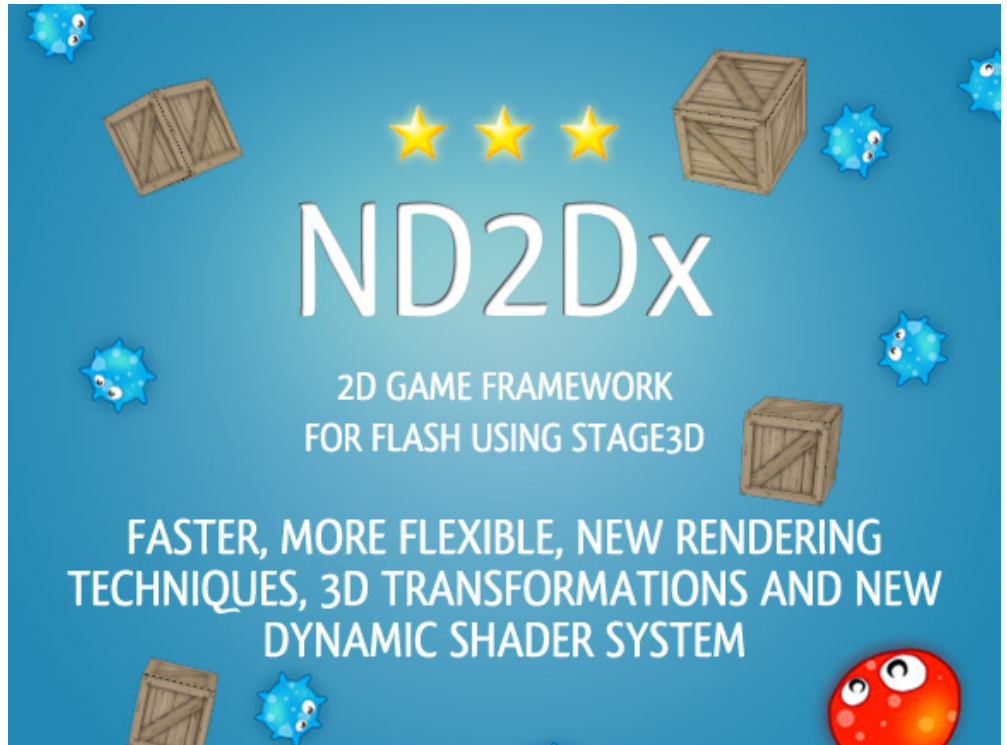 ND2Dx
2D GAME FRAMEWORK
FOR FLASH USING STAGE3D
FASTER, MORE FLEXIBLE, NEW RENDERING
TECHNIQUES, 3D TRANSFORMATIONS AND NEW
DYNAMIC SHADER SYSTEM